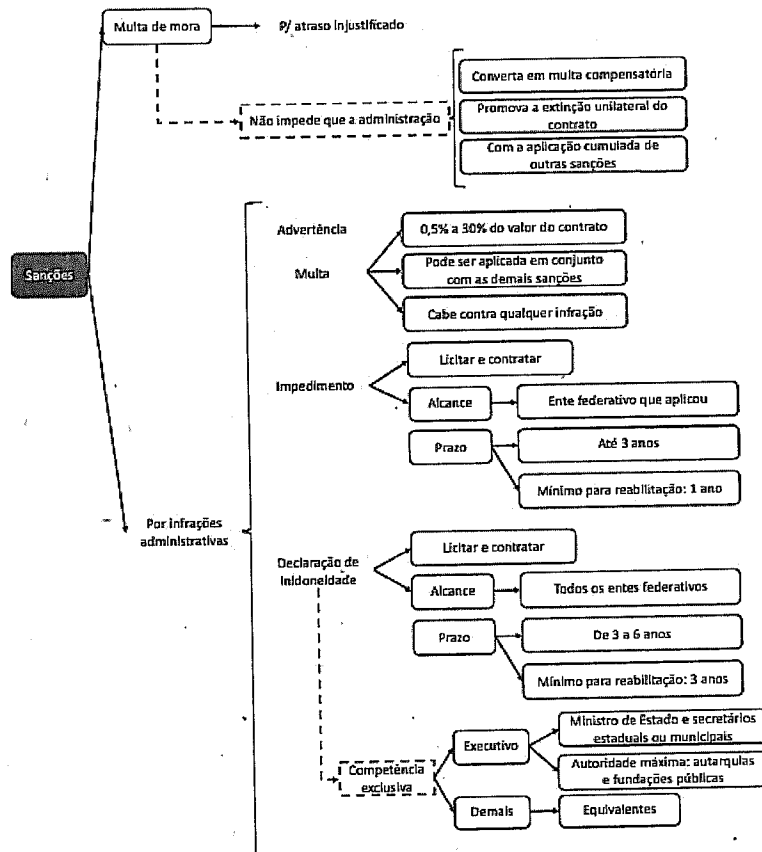 Multa de mora
P/ atraso injustificado
Não impede que a administração
Converta em multa compensatória
Promova a extinção unilateral do
contrato
Com a aplicação cumulada de
outras sanções
Sanções
Por infrações
administrativas
Advertência
Multa
0,5% a 30% do valor do contrato
Pode ser aplicada em conjunto
com as demais sanções
Cabe contra qualquer infração
Impedimento
Licitar e contratar
Alcance
Ente federativo que aplicou
Prazo
Até 3 anos
Mínimo para reabilitação: 1 ano
Declaração de
Inidoneidade
Licitar e contratar
Alcance
Todos os entes federativos
Prazo
De 3 a 6 anos
Mínimo para reabilitação: 3 anos
Competência
exclusiva
Executivo
Ministro de Estado e secretários
estaduais ou municipais
Autoridade máxima: autarquias
e fundações públicas
Demais
Equivalentes